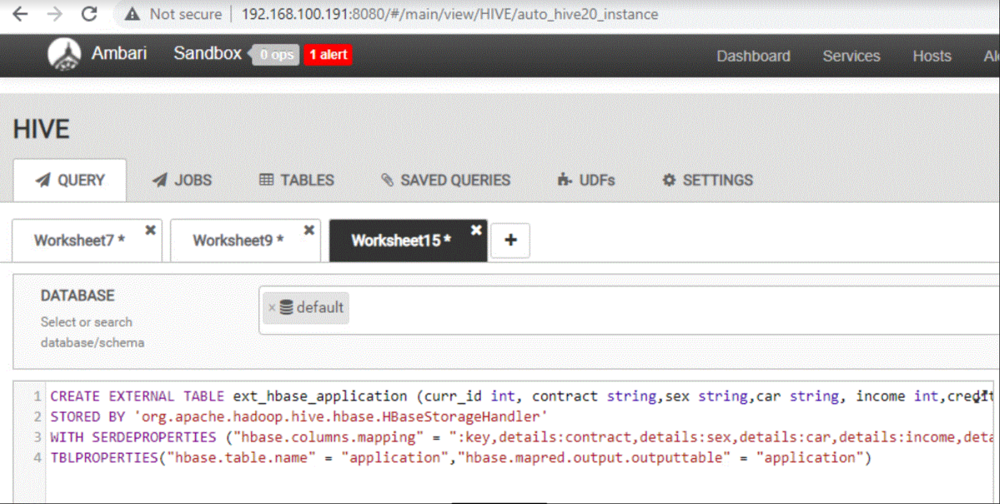 Not secure | 192.168.100.191:8080/#/main/view/HIVE/auto_hive20_instance
Ambari Sandbox 0 ops 1 alert Dashboard Services Hosts
HIVE
QUERY JOBS TABLES SAVED QUERIES UDFs SETTINGS
Worksheet7 * Worksheet9 * Worksheet15 * +
DATABASE
× default
Select or search
database/schema
1 CREATE EXTERNAL TABLE ext_hbase_application (curr_id int, contract string,sex string,car string, income int,credit
2 STORED BY 'org.apache.hadoop.hive.hbase.HBaseStorageHandler'
3 WITH SERDEPROPERTIES ("hbase.columns.mapping" = ":key,details:contract,details:sex,details:car,details:income,deta
4 TBLPROPERTIES("hbase.table.name" = "application","hbase.mapred.output.outputtable" = "application")